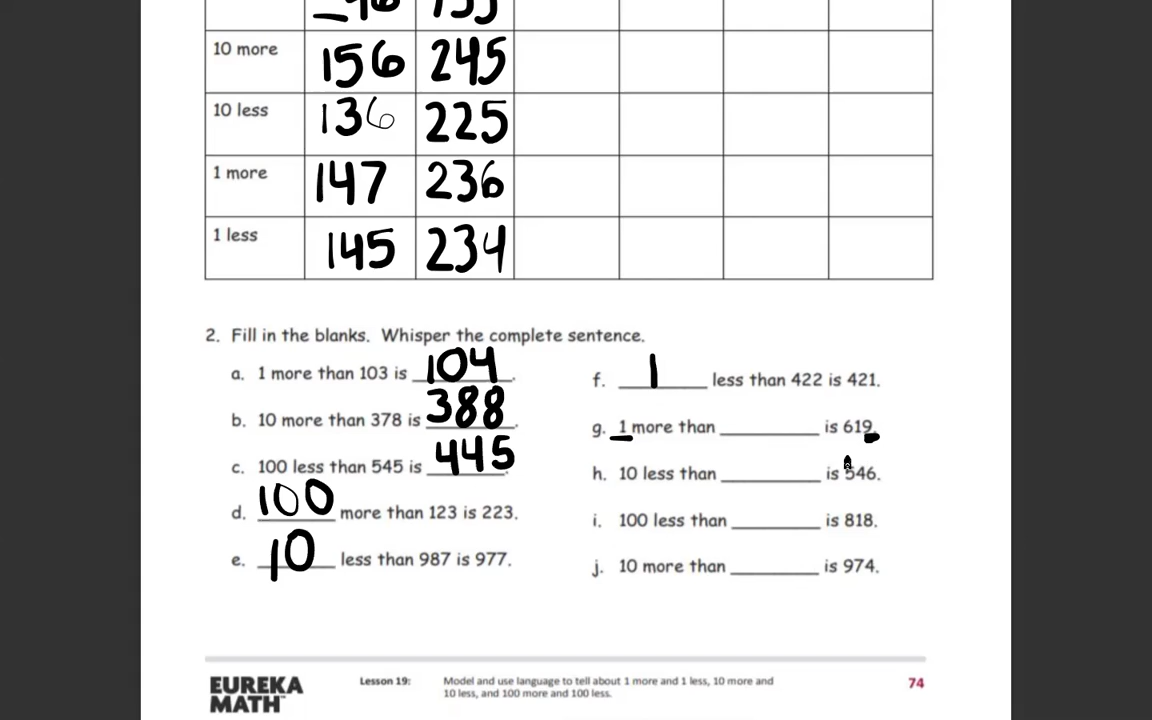 10 more 156 245
10 less 136 225
1 more 147 236
1 less 145 234
2. Fill in the blanks. Whisper the complete sentence.
a. 1 more than 103 is 104.
b. 10 more than 378 is 388.
c. 100 less than 545 is 445.
d. 100 more than 123 is 223.
e. 10 less than 987 is 977.
f. 1 less than 422 is 421.
g. 1 more than ________ is 619.
h. 10 less than ________ is 546.
i. 100 less than ________ is 818.
j. 10 more than ________ is 974.
EUREKA
MATH™
Lesson 19:
Model and use language to tell about 1 more and 1 less, 10 more and
10 less, and 100 more and 100 less.
74